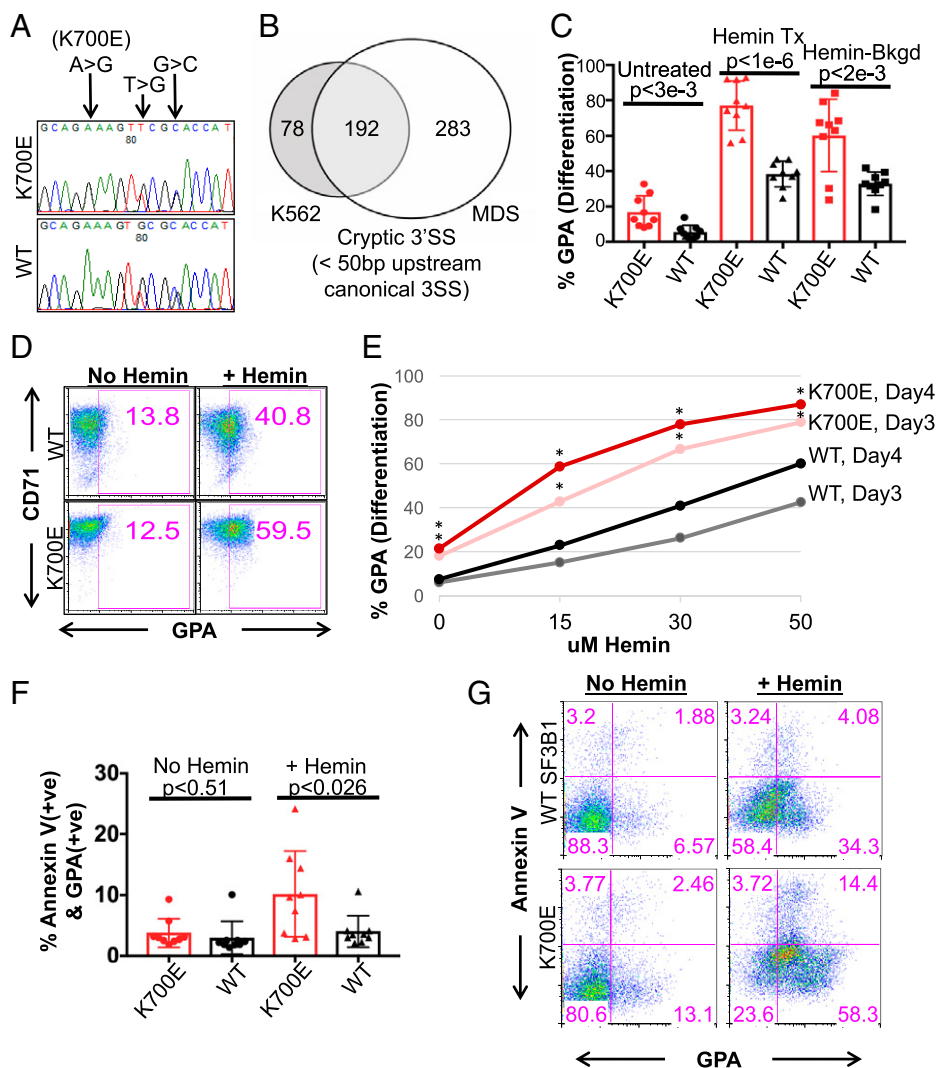 A
(K700E)
A>G
G>C
T>G
GCAGAAAGTTCGCACCAT
80
K700E
GCAGAAAGTGCGCACCAT
80
WT
B
78
192
283
K562
MDS
Cryptic 3'SS
(< 50bp upstream
canonical 3SS)
C
Hemin Tx
p<1e-6
Untreated
p<3e-3
Hemin-Bkgd
p<2e-3
% GPA (Differentiation)
100
80
60
40
20
0
K700E
WT
K700E
WT
K700E
WT
D
No Hemin
+ Hemin
13.8
40.8
WT
12.5
59.5
K700E
CD71
GPA
E
% GPA (Differentiation)
100
80
60
40
20
0
0
15
30
50
uM Hemin
*
*
*
*
*
*
*
*
K700E, Day4
K700E, Day3
WT, Day4
WT, Day3
F
% Annexin V(+ve)
& GPA(+ve)
30
20
10
0
No Hemin
p<0.51
+ Hemin
p<0.026
K700E
WT
K700E
WT
G
No Hemin
+ Hemin
Annexin V
WT SF3B1
3.2
1.88
88.3
6.57
3.24
4.08
58.4
34.3
K700E
3.77
2.46
80.6
13.1
3.72
14.4
23.6
58.3
GPA